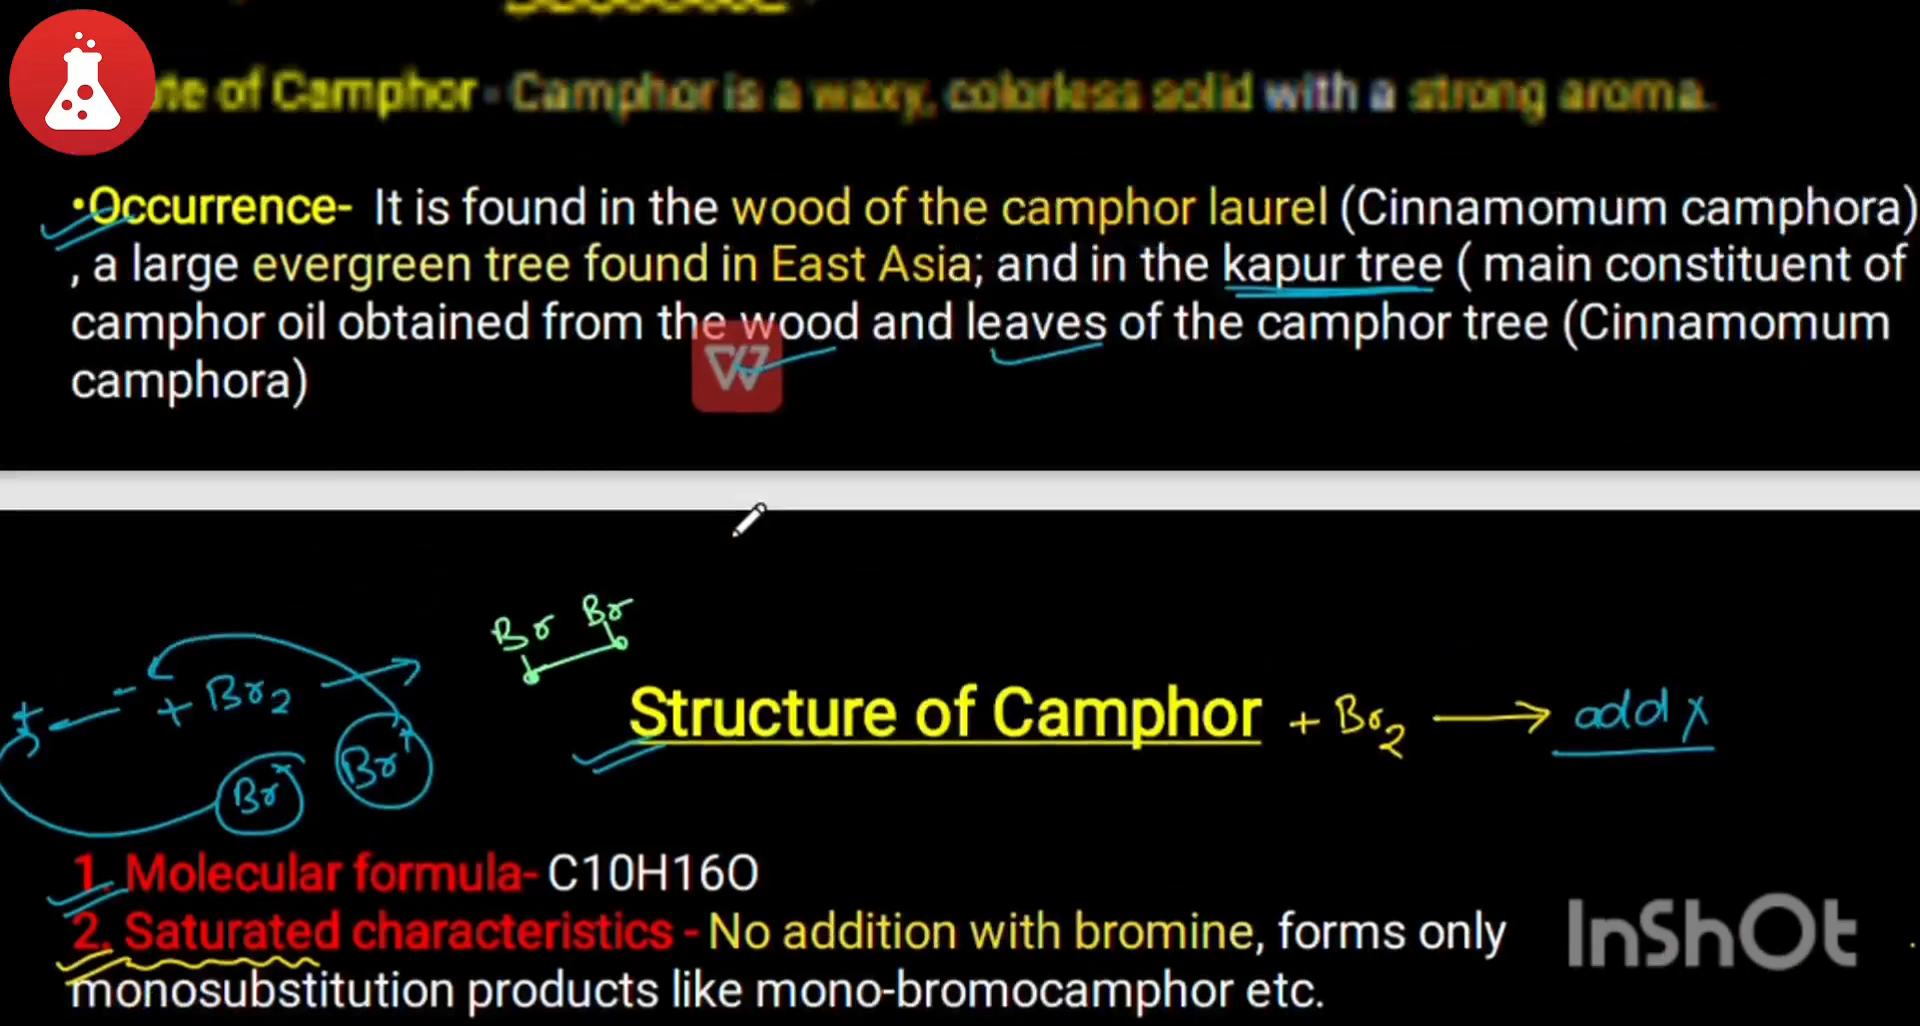 of Camphor - Camphor is a waxy, colorless solid with a strong aroma.
•Occurrence- It is found in the wood of the camphor laurel (Cinnamomum camphora)
, a large evergreen tree found in East Asia; and in the kapur tree ( main constituent of
camphor oil obtained from the wood and leaves of the camphor tree (Cinnamomum
camphora)
Br Br
+ Br2
Structure of Camphor + Br2 → add x
Br
Br
1. Molecular formula- C10H16O
2. Saturated characteristics - No addition with bromine, forms only
monosubstitution products like mono-bromocamphor etc.
InShOt